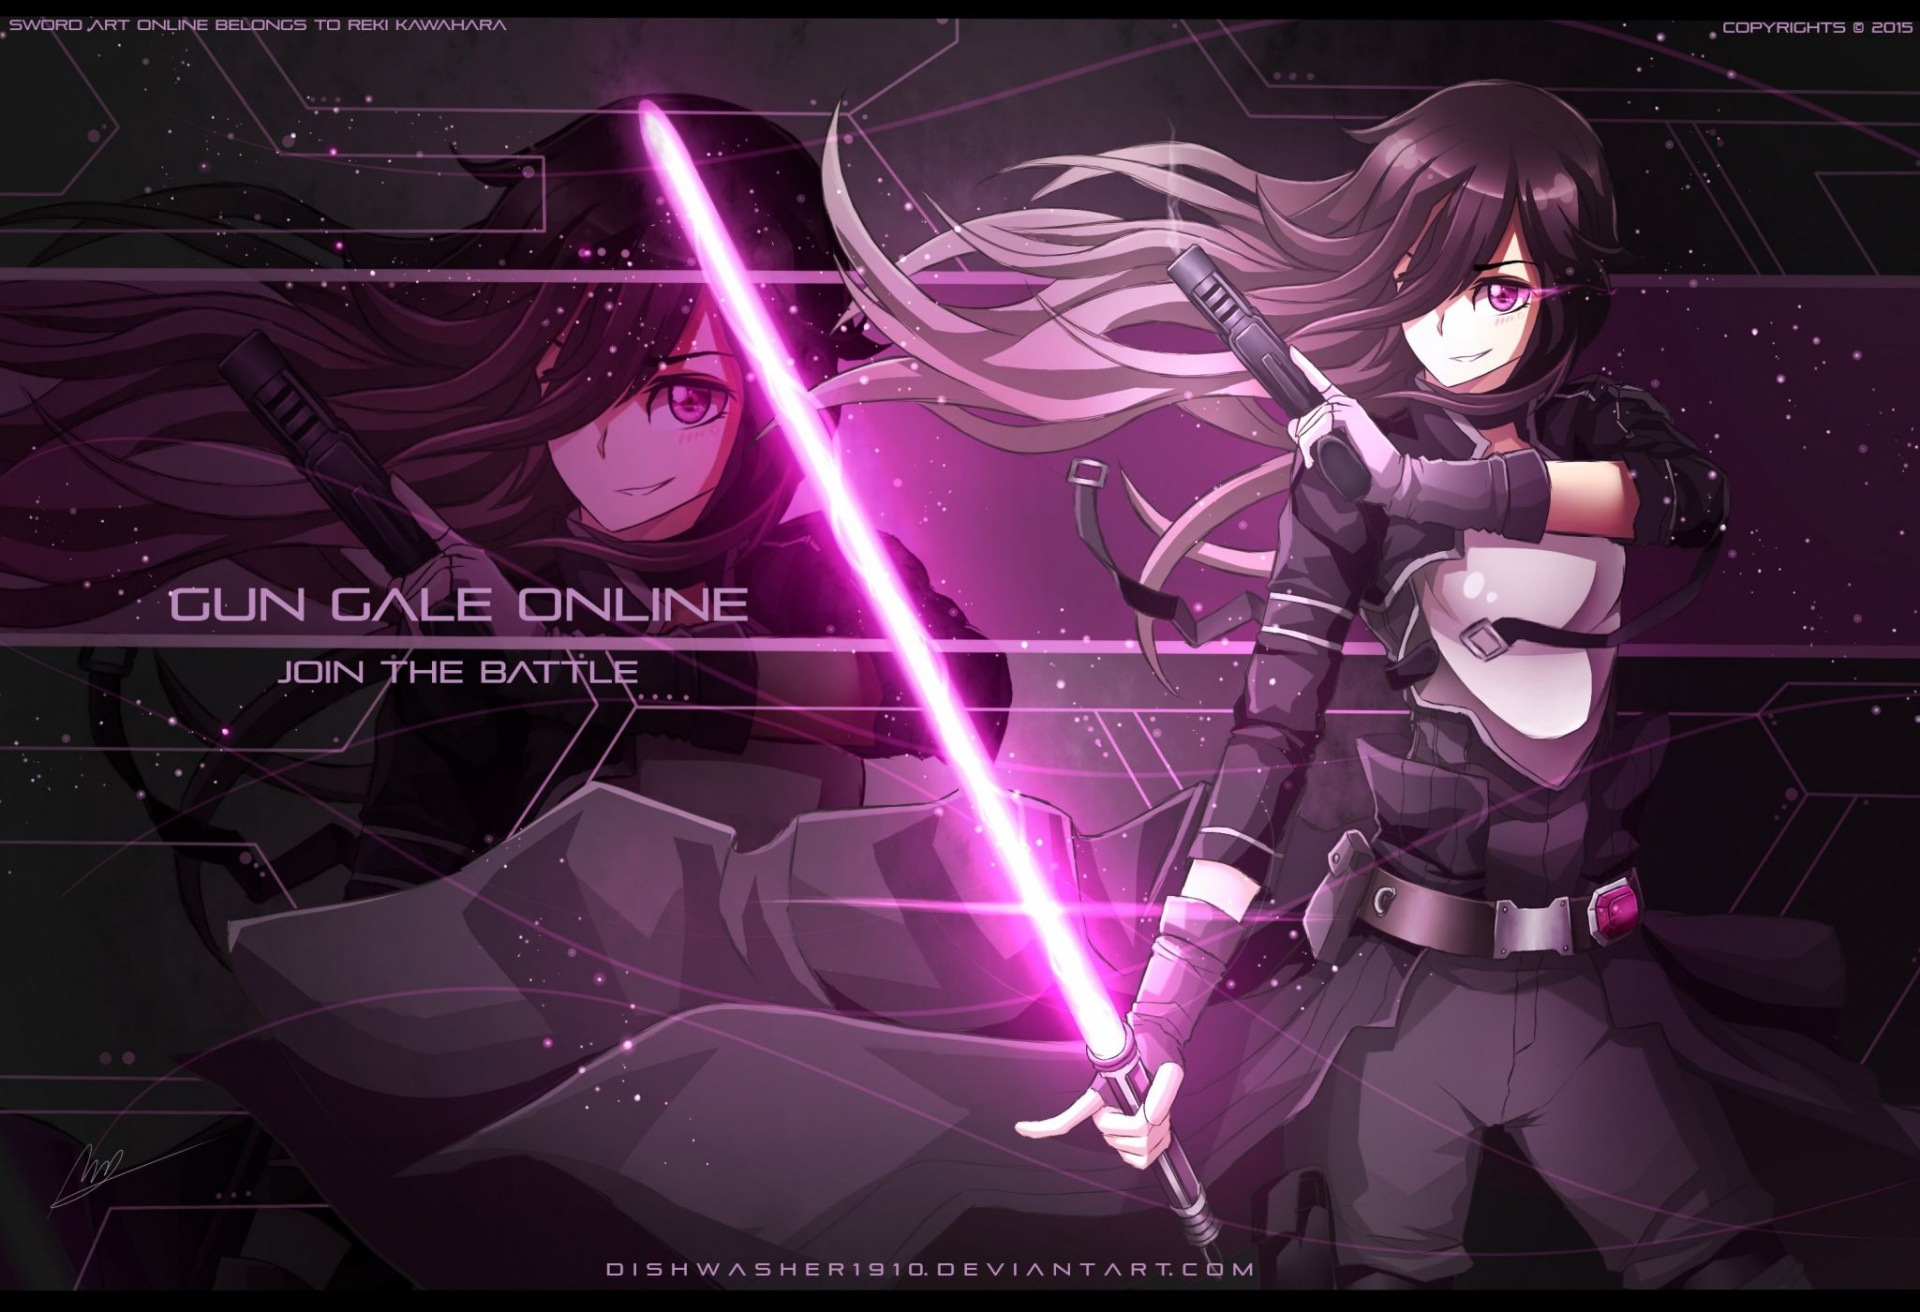 SWORD ART ONLINE BELONGS TO REKI KAWAHARA
COPYRIGHTS © 2015
GUN GALE ONLINE
JOIN THE BATTLE
DISHWASHER1910.DEVIANTART.COM